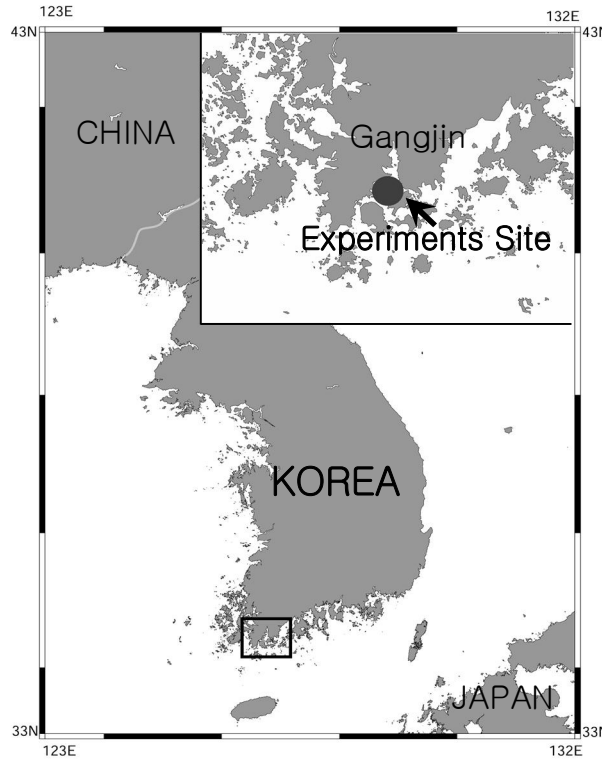 123E
132E
43N
43N
CHINA
Gangjin
Experiments Site
KOREA
JAPAN
33N
33N
123E
132E